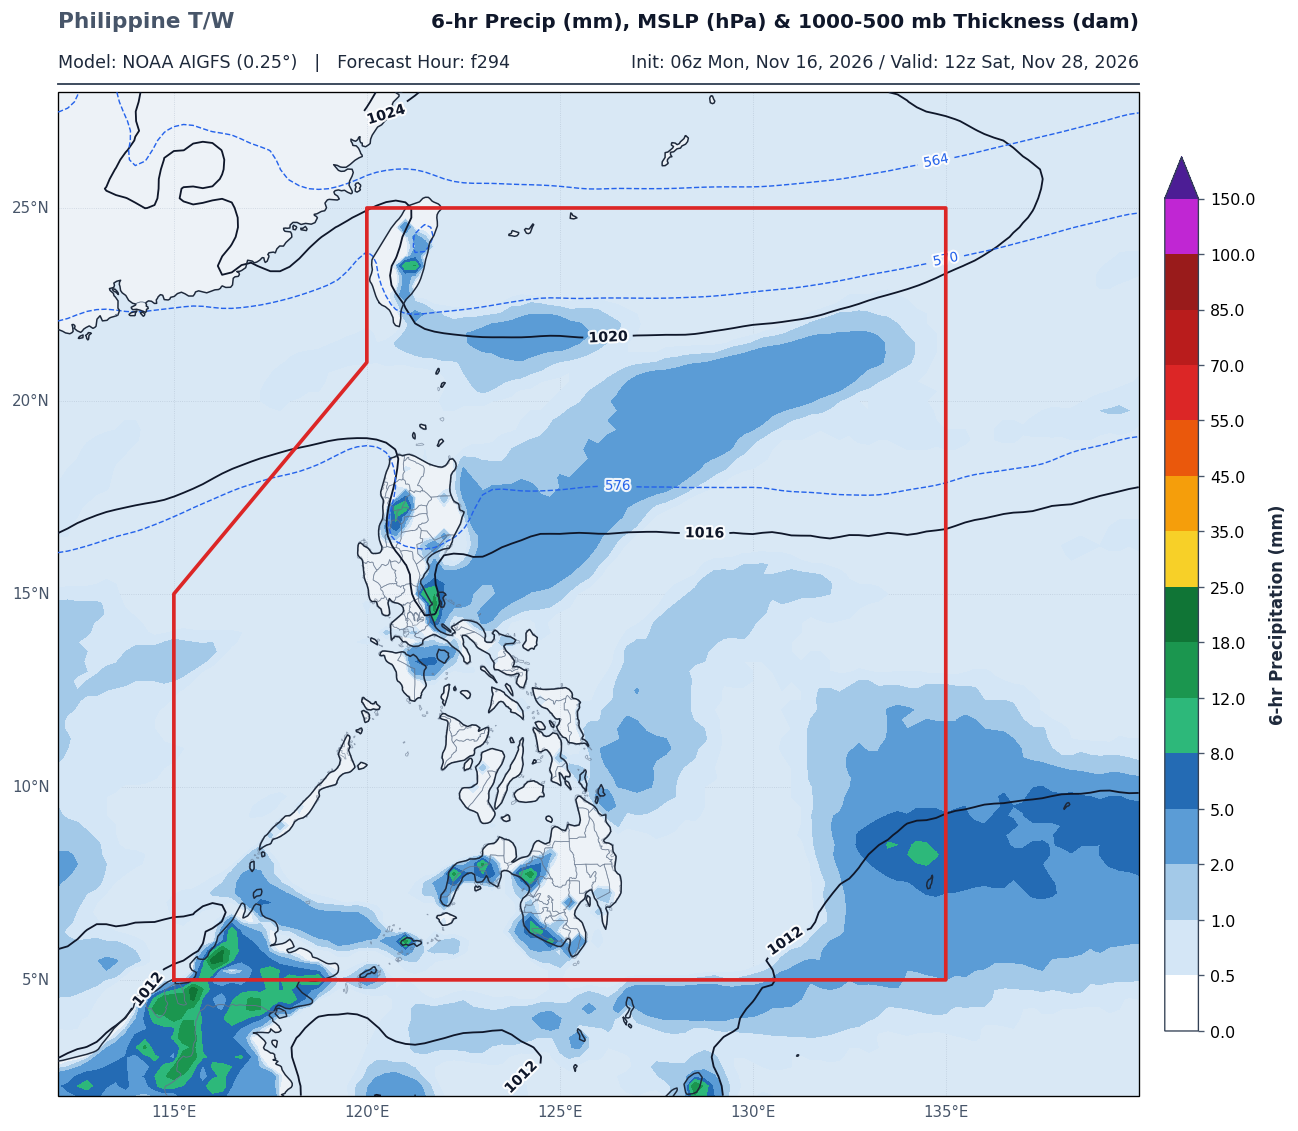 Philippine T/W
6-hr Precip (mm), MSLP (hPa) & 1000-500 mb Thickness (dam)
Model: NOAA AIGFS (0.25°) | Forecast Hour: f294
Init: 06z Mon, Nov 16, 2026 / Valid: 12z Sat, Nov 28, 2026
1024
564
570
1020
576
1016
1012
1012
1012
25°N
20°N
15°N
10°N
5°N
115°E
120°E
125°E
130°E
135°E
150.0
100.0
85.0
70.0
55.0
45.0
35.0
25.0
18.0
12.0
8.0
5.0
2.0
1.0
0.5
0.0
6-hr Precipitation (mm)